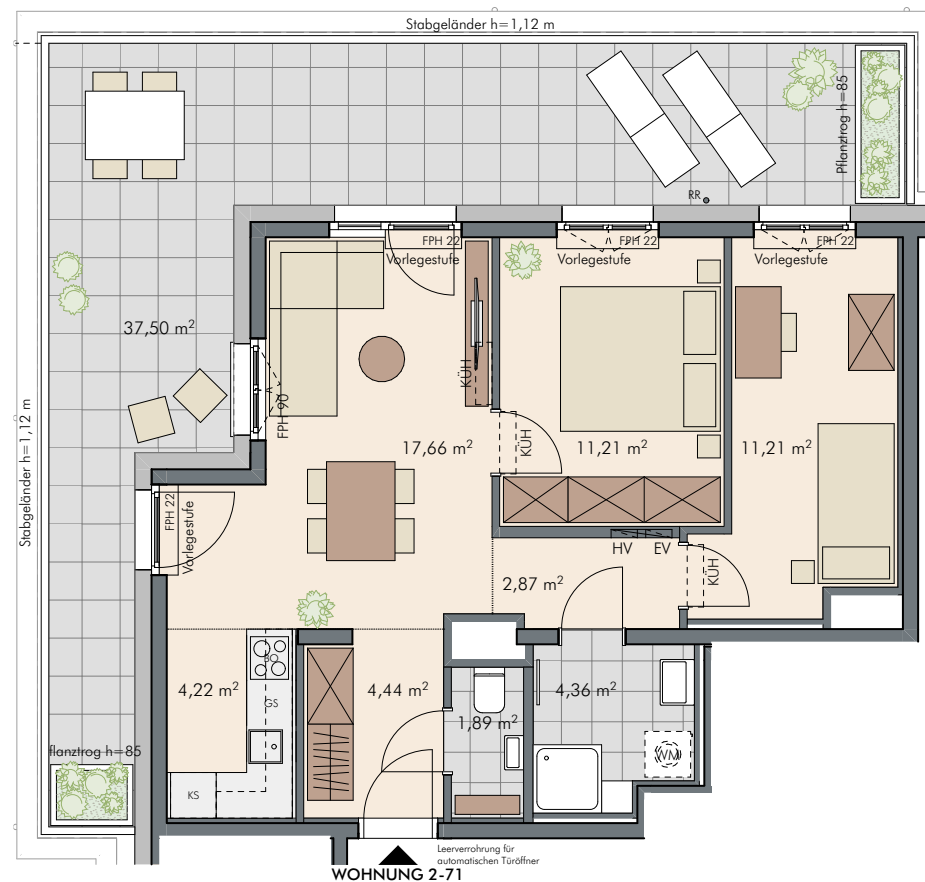 Stabgeländer h=1,12 m
Pflanztrog h=85
RR
FPH 22
Vorlegestufe
FPH 22
Vorlegestufe
FPH 22
Vorlegestufe
37,50 m²
KÜH
FPH 90
Stabgeländer h=1,12 m
17,66 m²
KÜH
11,21 m²
11,21 m²
FPH 22
Vorlegestufe
HV
EV
KÜH
2,87 m²
BO
GS
4,22 m²
4,44 m²
4,36 m²
1,89 m²
WM
flanztrog h=85
KS
Leerverrohrung für
automatischen Türöffner
WOHNUNG 2-71